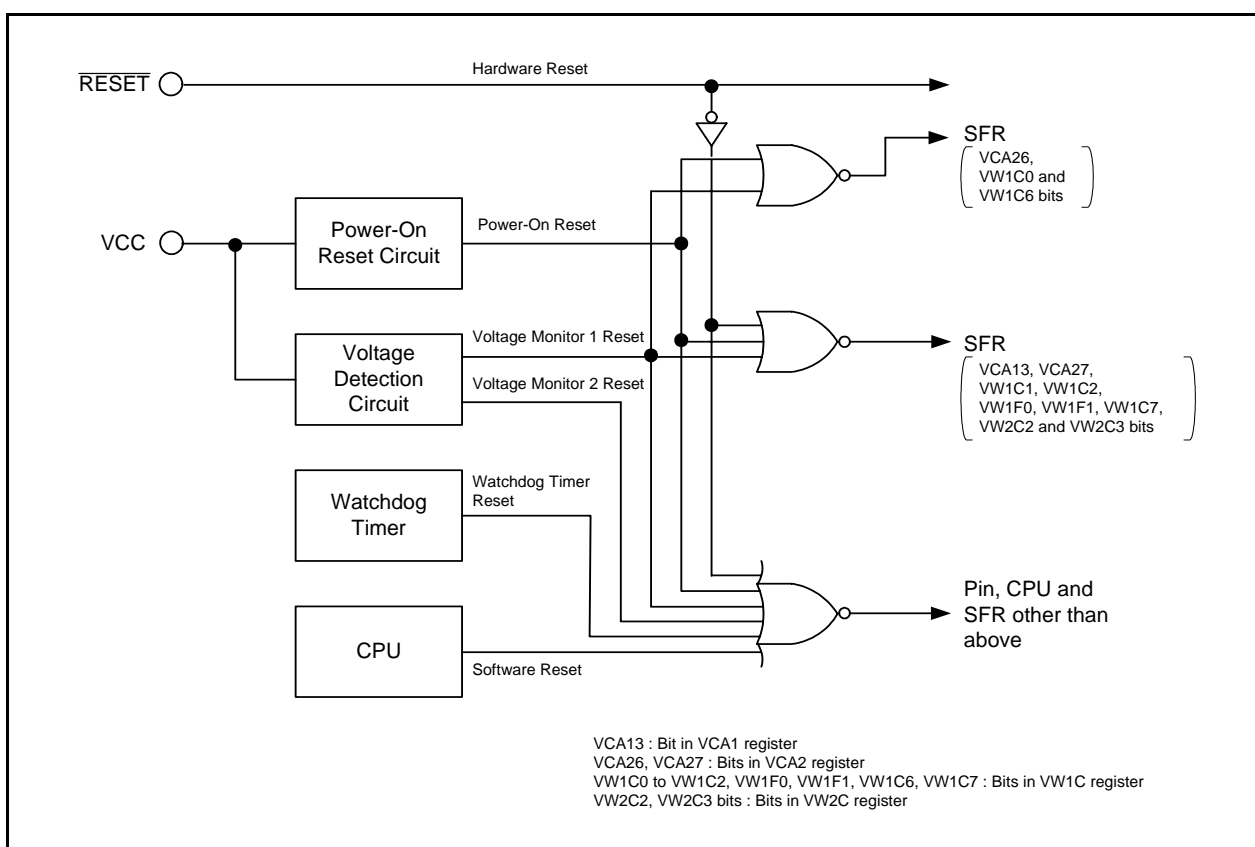 RESET
Hardware Reset
SFR
VCA26,
VW1C0 and
VW1C6 bits
VCC
Power-On
Reset Circuit
Power-On Reset
Voltage
Detection
Circuit
Voltage Monitor 1 Reset
Voltage Monitor 2 Reset
SFR
VCA13, VCA27,
VW1C1, VW1C2,
VW1F0, VW1F1, VW1C7,
VW2C2 and VW2C3 bits
Watchdog
Timer
Watchdog Timer
Reset
CPU
Software Reset
Pin, CPU and
SFR other than
above
VCA13 : Bit in VCA1 register
VCA26, VCA27 : Bits in VCA2 register
VW1C0 to VW1C2, VW1F0, VW1F1, VW1C6, VW1C7 : Bits in VW1C register
VW2C2, VW2C3 bits : Bits in VW2C register